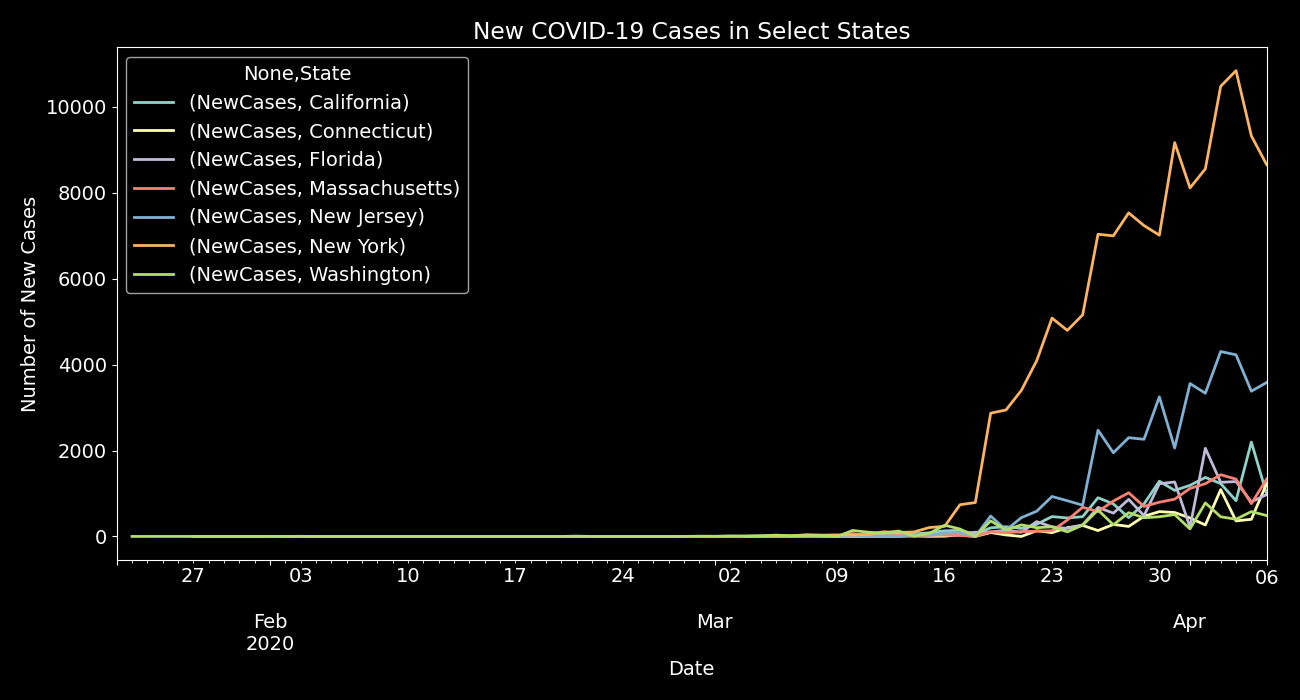 New COVID-19 Cases in Select States
None,State
(NewCases, California)
(NewCases, Connecticut)
(NewCases, Florida)
(NewCases, Massachusetts)
(NewCases, New Jersey)
(NewCases, New York)
(NewCases, Washington)
Number of New Cases
10000
8000
6000
4000
2000
0
27 03 10 17 24 02 09 16 23 30 06
Feb Mar Apr
2020
Date